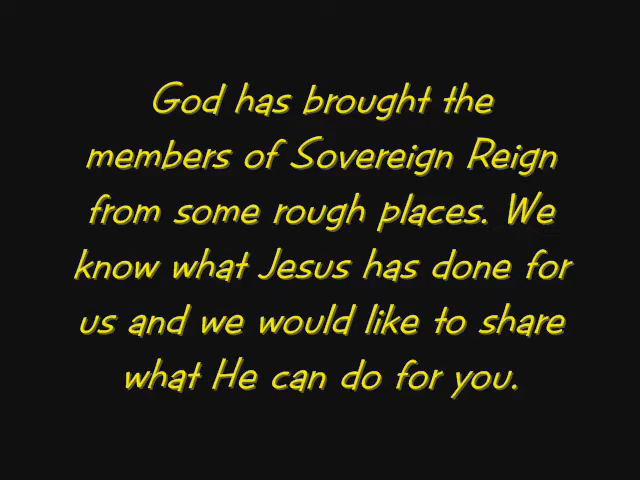 God has brought the
members of Sovereign Reign
from some rough places. We
know what Jesus has done for
us and we would like to share
what He can do for you.